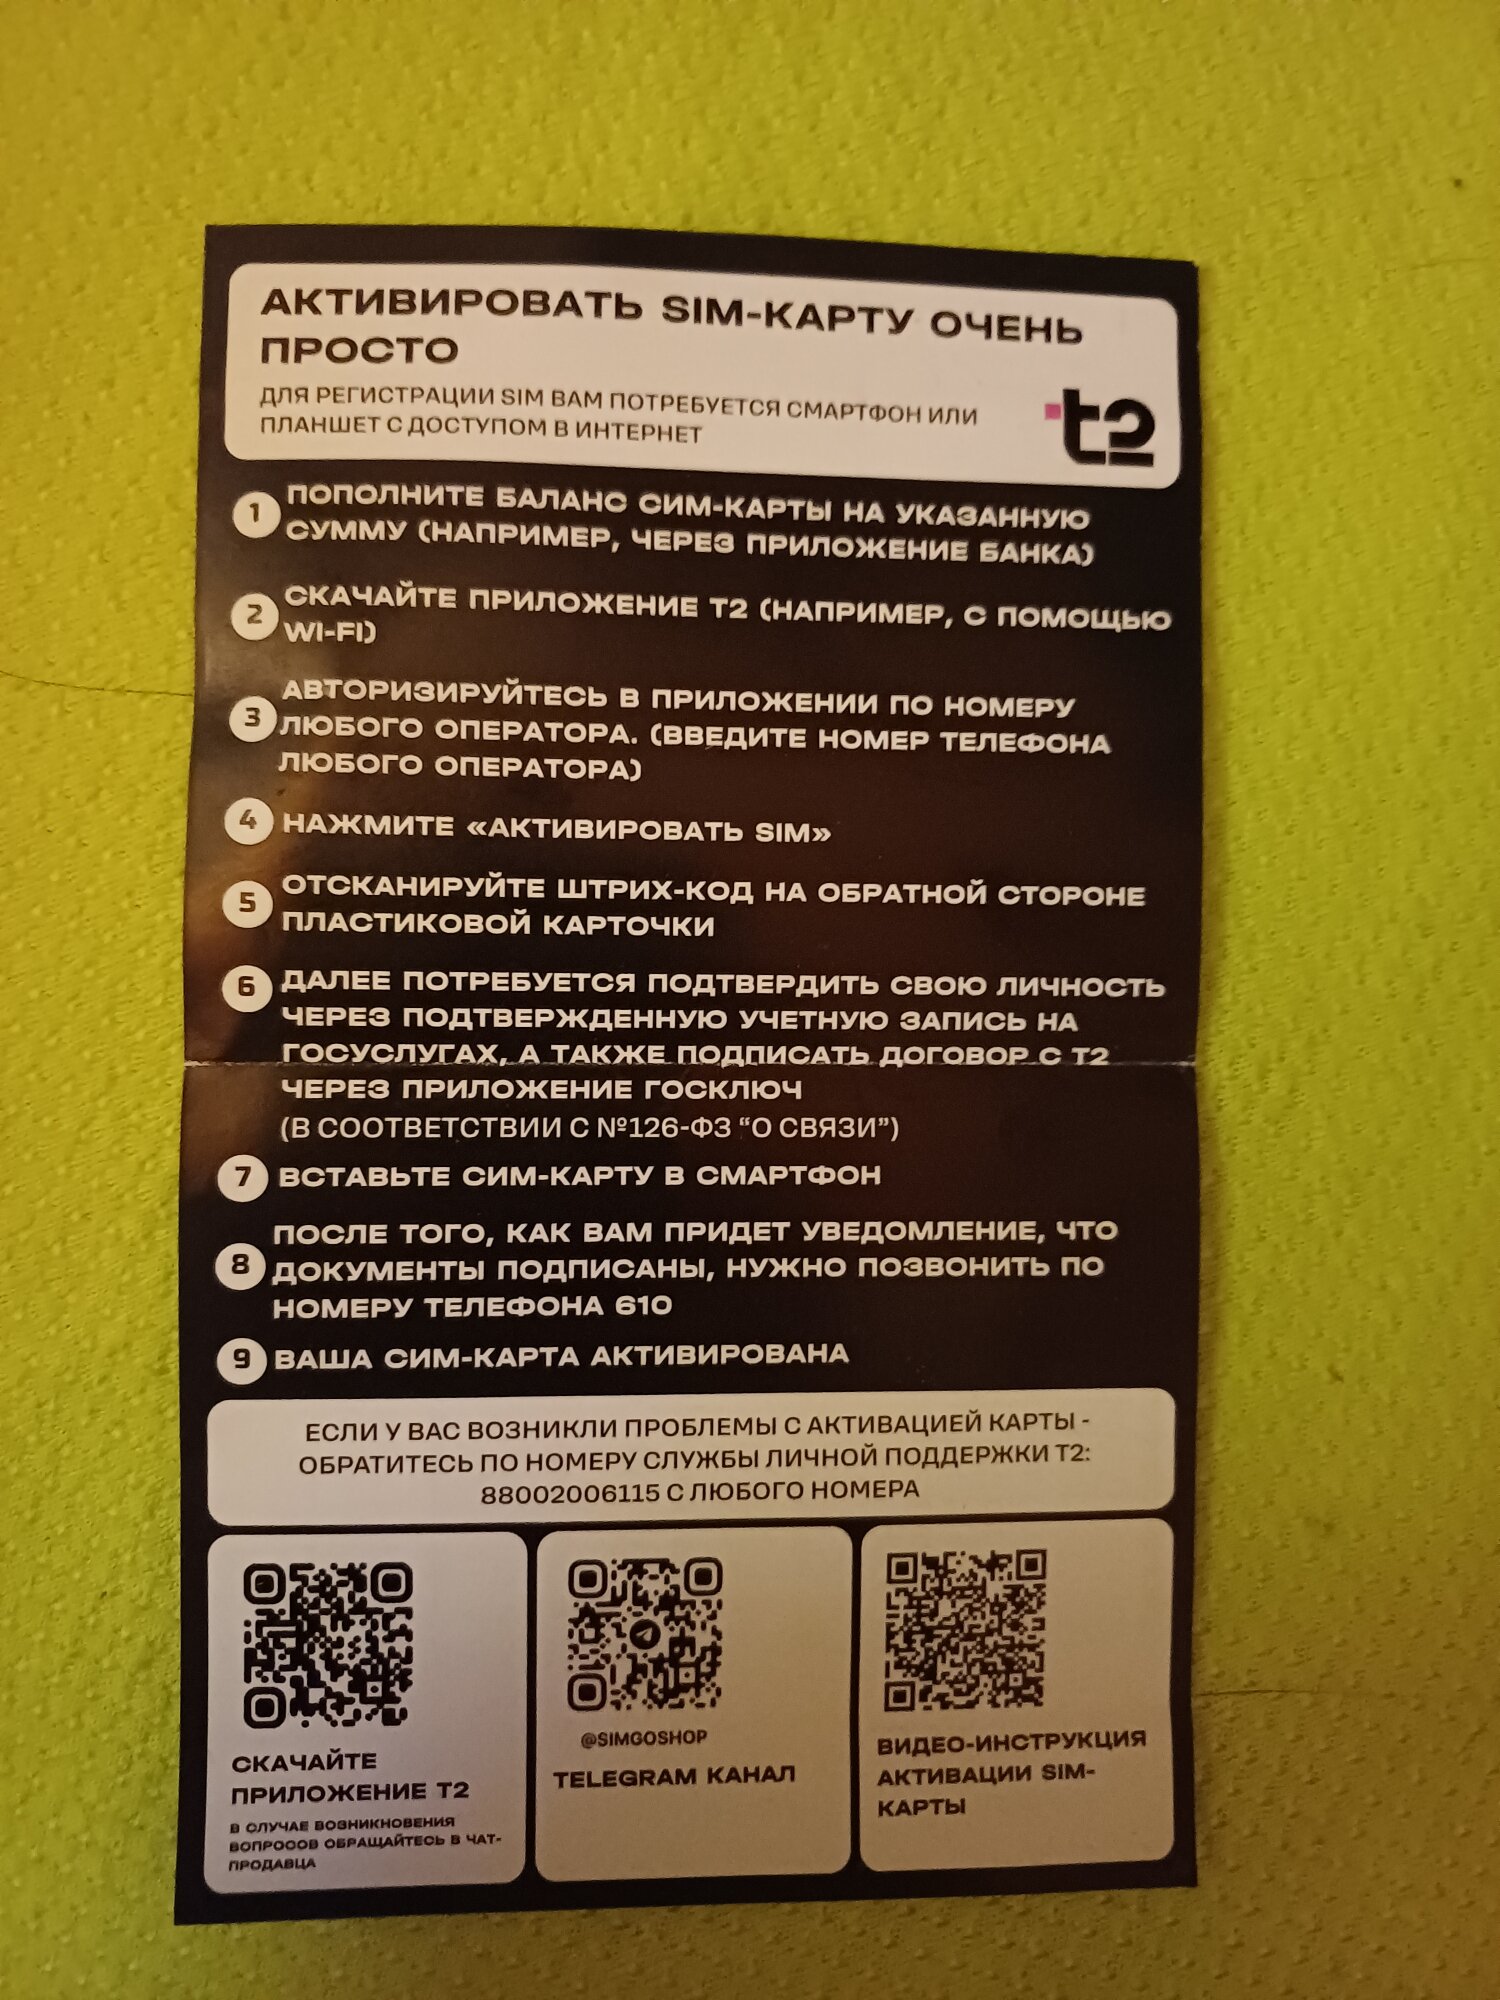 АКТИВИРОВАТЬ SIM-КАРТУ ОЧЕНЬ
ПРОСТО
ДЛЯ РЕГИСТРАЦИИ SIM ВАМ ПОТРЕБУЕТСЯ СМАРТФОН ИЛИ
ПЛАНШЕТ С ДОСТУПОМ В ИНТЕРНЕТ
t2
1 ПОПОЛНИТЕ БАЛАНС СИМ-КАРТЫ НА УКАЗАННУЮ
СУММУ (НАПРИМЕР, ЧЕРЕЗ ПРИЛОЖЕНИЕ БАНКА)
2 СКАЧАЙТЕ ПРИЛОЖЕНИЕ Т2 (НАПРИМЕР, С ПОМОЩЬЮ
WI-FI)
3 АВТОРИЗИРУЙТЕСЬ В ПРИЛОЖЕНИИ ПО НОМЕРУ
ЛЮБОГО ОПЕРАТОРА. (ВВЕДИТЕ НОМЕР ТЕЛЕФОНА
ЛЮБОГО ОПЕРАТОРА)
4 НАЖМИТЕ «АКТИВИРОВАТЬ SIM»
5 ОТСКАНИРУЙТЕ ШТРИХ-КОД НА ОБРАТНОЙ СТОРОНЕ
ПЛАСТИКОВОЙ КАРТОЧКИ
6 ДАЛЕЕ ПОТРЕБУЕТСЯ ПОДТВЕРДИТЬ СВОЮ ЛИЧНОСТЬ
ЧЕРЕЗ ПОДТВЕРЖДЕННУЮ УЧЕТНУЮ ЗАПИСЬ НА
ГОСУСЛУГАХ, А ТАКЖЕ ПОДПИСАТЬ ДОГОВОР С Т2
ЧЕРЕЗ ПРИЛОЖЕНИЕ ГОСКЛЮЧ
(В СООТВЕТСТВИИ С №126-ФЗ “О СВЯЗИ”)
7 ВСТАВЬТЕ СИМ-КАРТУ В СМАРТФОН
8 ПОСЛЕ ТОГО, КАК ВАМ ПРИДЕТ УВЕДОМЛЕНИЕ, ЧТО
ДОКУМЕНТЫ ПОДПИСАНЫ, НУЖНО ПОЗВОНИТЬ ПО
НОМЕРУ ТЕЛЕФОНА 610
9 ВАША СИМ-КАРТА АКТИВИРОВАНА
ЕСЛИ У ВАС ВОЗНИКЛИ ПРОБЛЕМЫ С АКТИВАЦИЕЙ КАРТЫ -
ОБРАТИТЕСЬ ПО НОМЕРУ СЛУЖБЫ ЛИЧНОЙ ПОДДЕРЖКИ Т2:
88002006115 С ЛЮБОГО НОМЕРА
СКАЧАЙТЕ
ПРИЛОЖЕНИЕ Т2
В СЛУЧАЕ ВОЗНИКНОВЕНИЯ
ВОПРОСОВ ОБРАЩАЙТЕСЬ В ЧАТ-
ПРОДАВЦА
@SIMGOSHOP
TELEGRAM КАНАЛ
ВИДЕО-ИНСТРУКЦИЯ
АКТИВАЦИИ SIM-
КАРТЫ